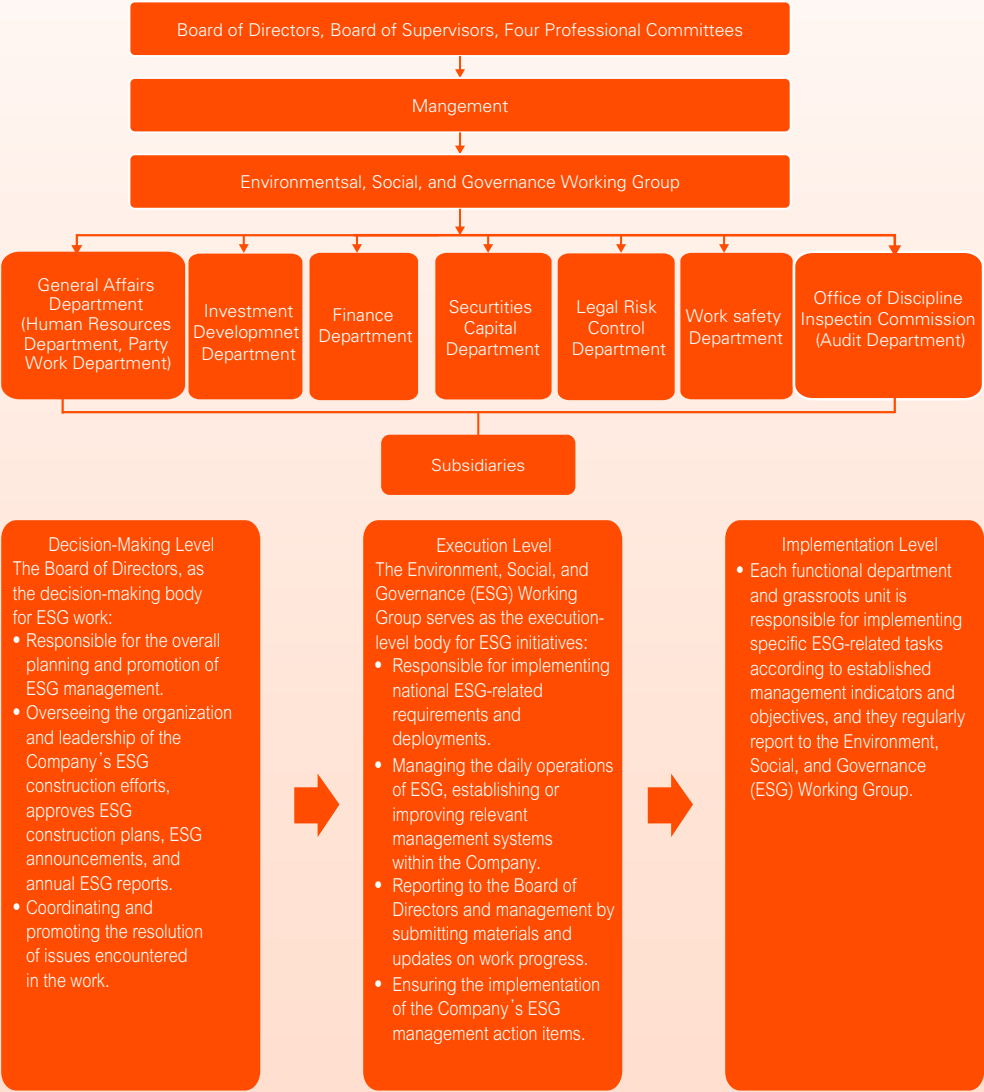 Board of Directors, Board of Supervisors, Four Professional Committees
Mangement
Environmentsal, Social, and Governance Working Group
General Affairs
Department
(Human Resources
Department, Party
Work Department)
Investment
Developmnet
Department
Finance
Department
Securtities
Capital
Department
Legal Risk
Control
Department
Work safety
Department
Office of Discipline
Inspectin Commission
(Audit Department)
Subsidiaries
Decision-Making Level
The Board of Directors, as
the decision-making body
for ESG work:
• Responsible for the overall
planning and promotion of
ESG management.
• Overseeing the organization
and leadership of the
Company's ESG
construction efforts,
approves ESG
construction plans, ESG
announcements, and
annual ESG reports.
• Coordinating and
promoting the resolution
of issues encountered
in the work.
Execution Level
The Environment, Social, and
Governance (ESG) Working
Group serves as the execution-
level body for ESG initiatives:
• Responsible for implementing
national ESG-related
requirements and
deployments.
• Managing the daily operations
of ESG, establishing or
improving relevant
management systems
within the Company.
• Reporting to the Board of
Directors and management by
submitting materials and
updates on work progress.
• Ensuring the implementation
of the Company's ESG
management action items.
Implementation Level
• Each functional department
and grassroots unit is
responsible for implementing
specific ESG-related tasks
according to established
management indicators and
objectives, and they regularly
report to the Environment,
Social, and Governance
(ESG) Working Group.